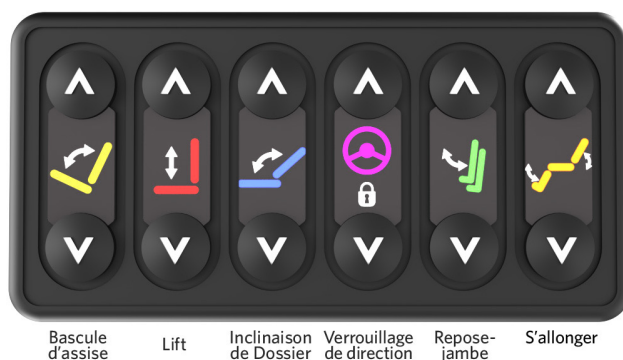 Bascule
d'assise
Lift
Inclinaison
de Dossier
Verrouillage
de direction
Repose-
jambe
S'allonger